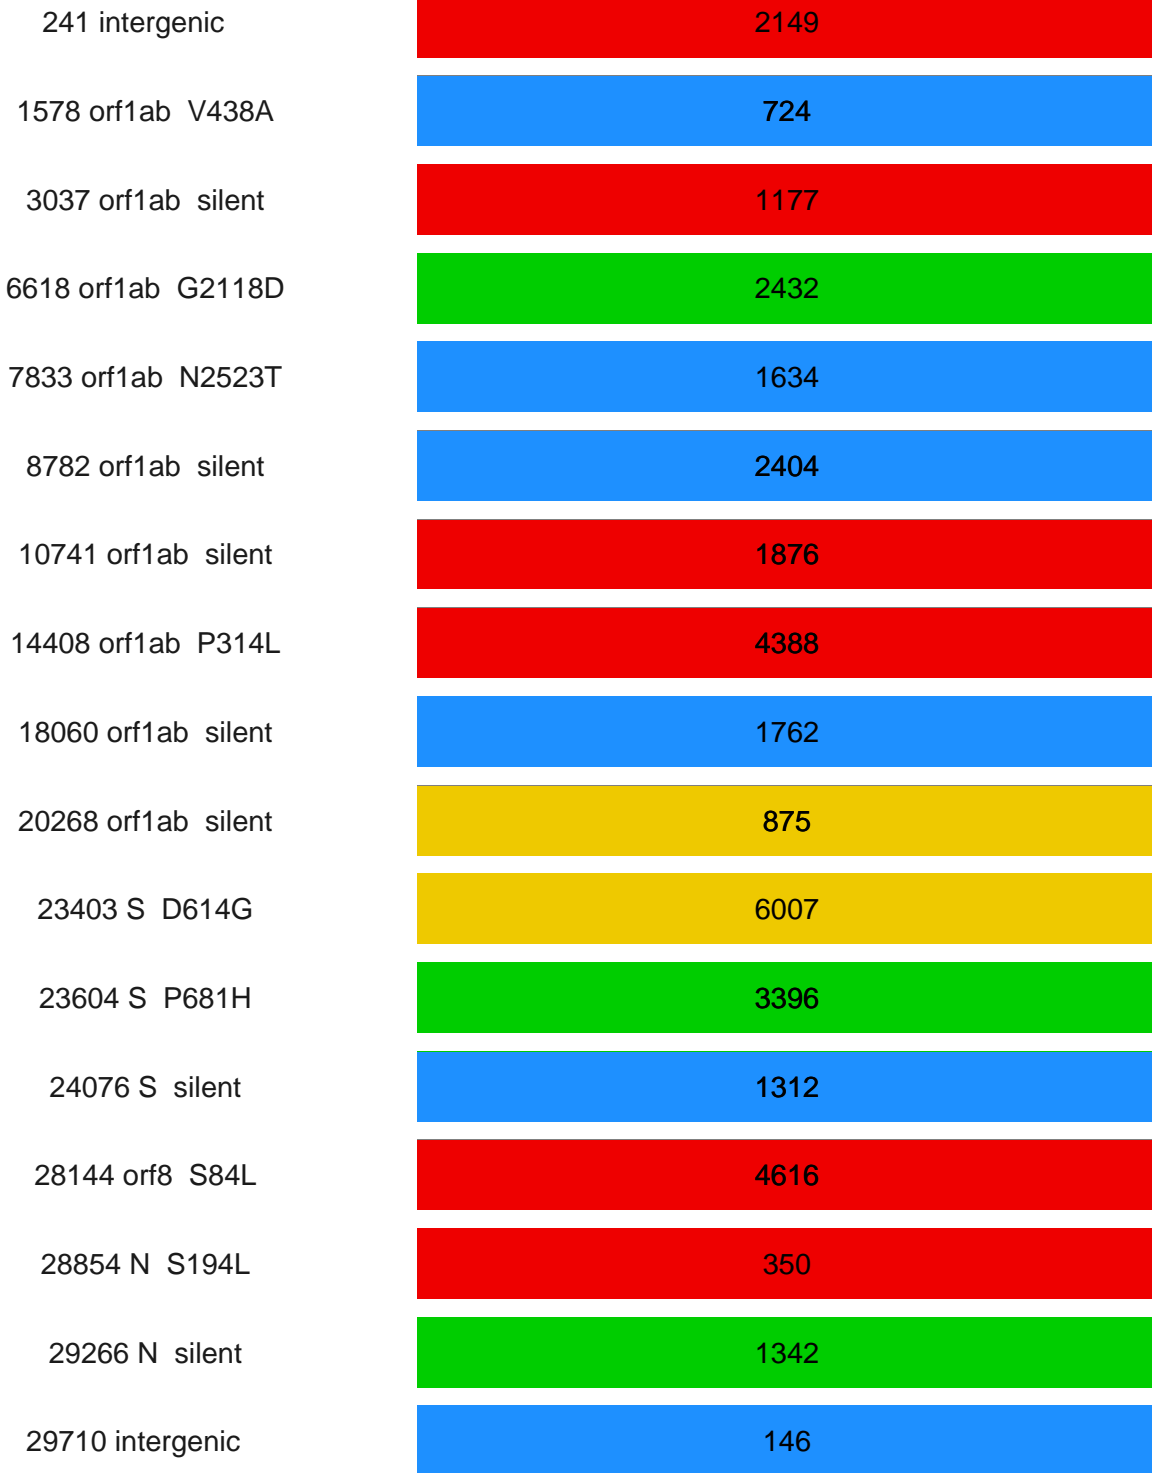 241 intergenic 2149
1578 orf1ab V438A 724
3037 orf1ab silent 1177
6618 orf1ab G2118D 2432
7833 orf1ab N2523T 1634
8782 orf1ab silent 2404
10741 orf1ab silent 1876
14408 orf1ab P314L 4388
18060 orf1ab silent 1762
20268 orf1ab silent 875
23403 S D614G 6007
23604 S P681H 3396
24076 S silent 1312
28144 orf8 S84L 4616
28854 N S194L 350
29266 N silent 1342
29710 intergenic 146